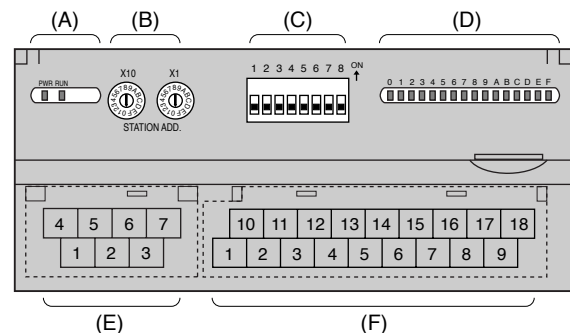 (A) (B) (C) (D)
X10 X1 1 2 3 4 5 6 7 8 ON
PWR RUN 0 1 2 3 4 5 6 7 8 9 A B C D E F
0123456789ABCDEF 0123456789ABCDEF
STATION ADD.
4 5 6 7 10 11 12 13 14 15 16 17 18
1 2 3 1 2 3 4 5 6 7 8 9
(E) (F)